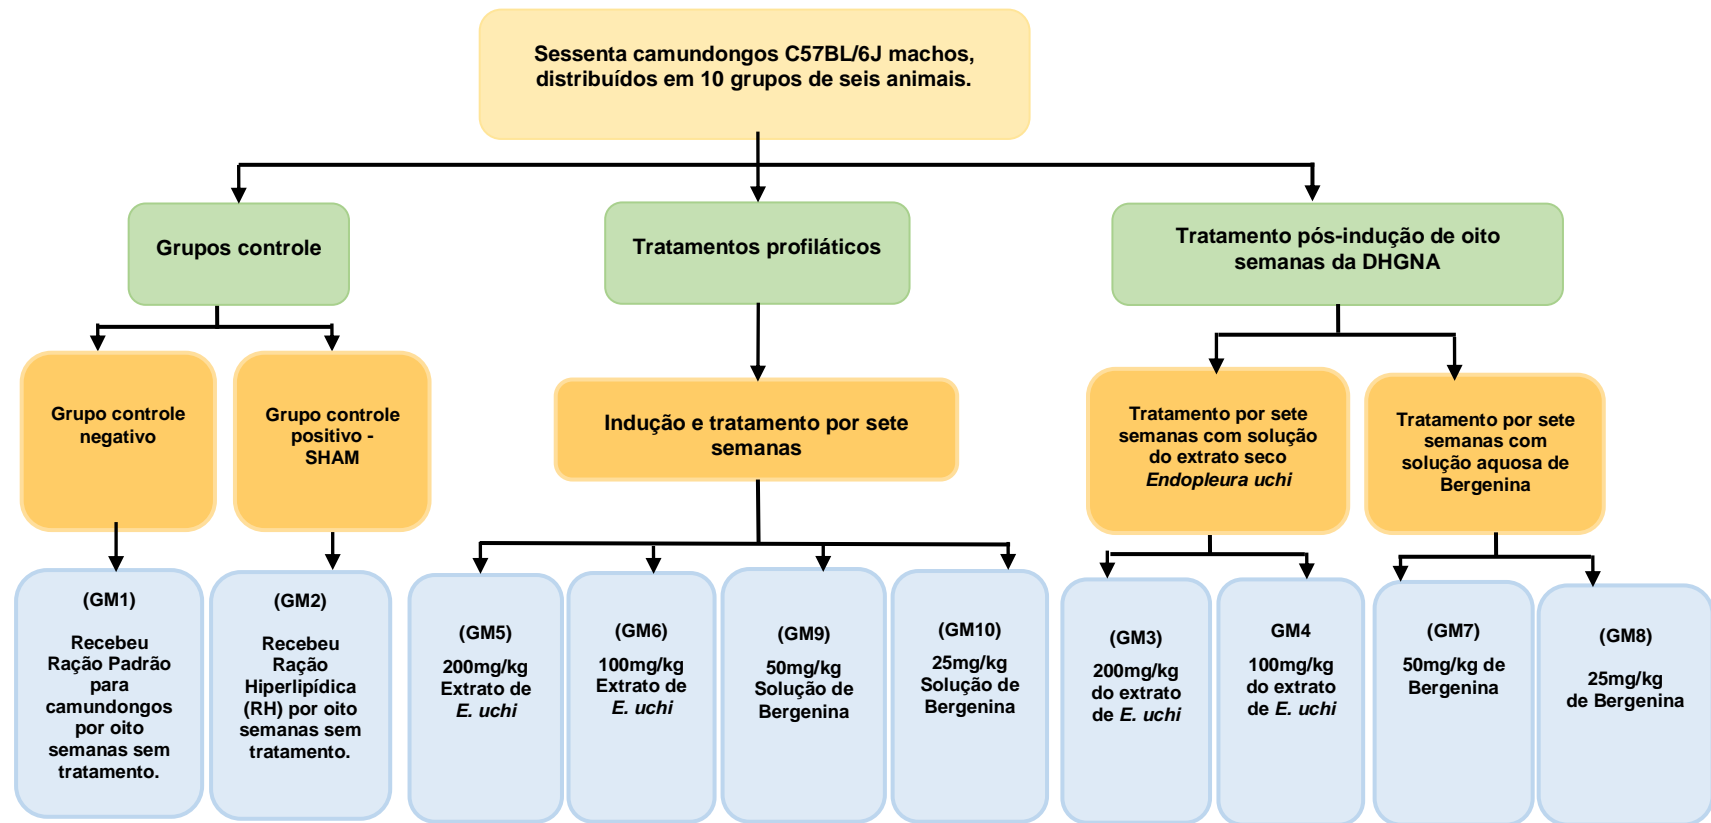 Sessenta camundongos C57BL/6J machos,
distribuídos em 10 grupos de seis animais.
Grupos controle
Tratamentos profiláticos
Tratamento pós-indução de oito
semanas da DHGNA
Grupo controle
negativo
Grupo controle
positivo -
SHAM
Indução e tratamento por sete
semanas
Tratamento por sete
semanas com solução
do extrato seco
Endopleura uchi
Tratamento por sete
semanas com
solução aquosa de
Bergenina
(GM1)
Recebeu
Ração Padrão
para
camundongos
por oito
semanas sem
tratamento.
(GM2)
Recebeu
Ração
Hiperlipídica
(RH) por oito
semanas sem
tratamento.
(GM5)
200mg/kg
Extrato de
E. uchi
(GM6)
100mg/kg
Extrato de
E. uchi
(GM9)
50mg/kg
Solução de
Bergenina
(GM10)
25mg/kg
Solução de
Bergenina
(GM3)
200mg/kg
do extrato
de E. uchi
GM4
100mg/kg
do extrato
de E. uchi
(GM7)
50mg/kg de
Bergenina
(GM8)
25mg/kg
de Bergenina